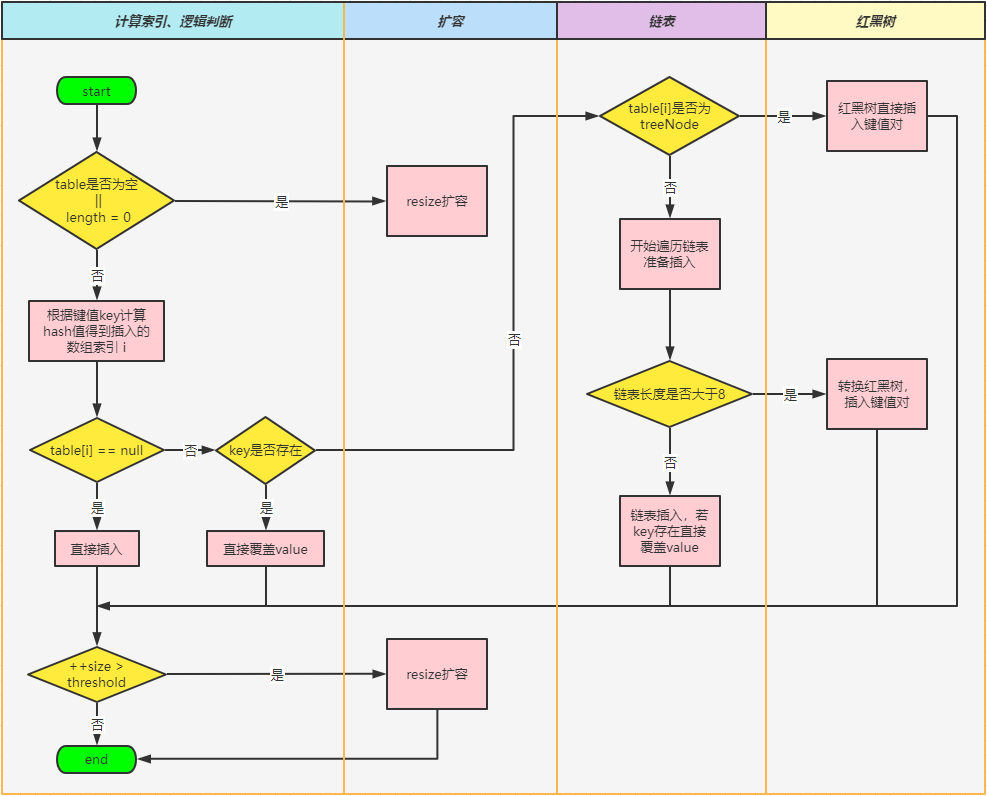 计算索引、逻辑判断
扩容
链表
红黑树
start
table是否为空
||
length = 0
是
resize扩容
否
根据键值key计算
hash值得到插入的
数组索引 i
table[i] == null
否
key是否存在
否
是
直接插入
是
直接覆盖value
table[i]是否为
treeNode
是
红黑树直接插
入键值对
否
开始遍历链表
准备插入
链表长度是否大于8
是
转换红黑树，
插入键值对
否
链表插入，若
key存在直接
覆盖value
++size >
threshold
是
resize扩容
否
end